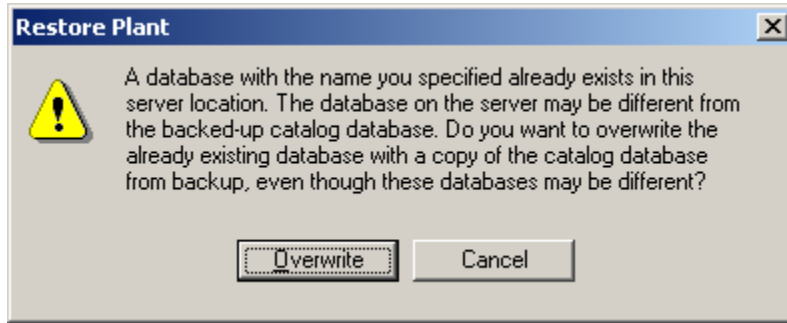 Restore Plant
A database with the name you specified already exists in this
server location. The database on the server may be different from
the backed-up catalog database. Do you want to overwrite the
already existing database with a copy of the catalog database
from backup, even though these databases may be different?
Overwrite Cancel